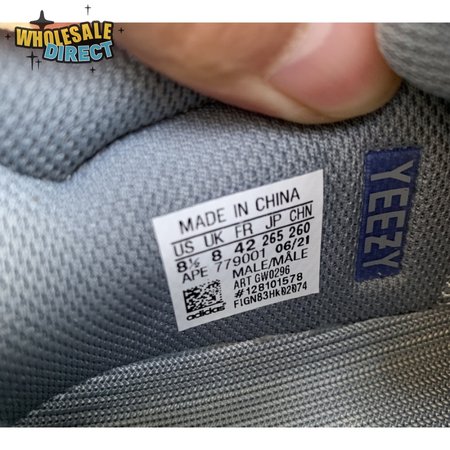 WHOLESALE
DIRECT
MADE IN CHINA
US UK FR JP CHN
8½ 8 42 265 260
APE 779001 06/21
MALE/MÂLE
ART GW0296
#128101578
F1GN83HKD2074
adidas
YEEZY